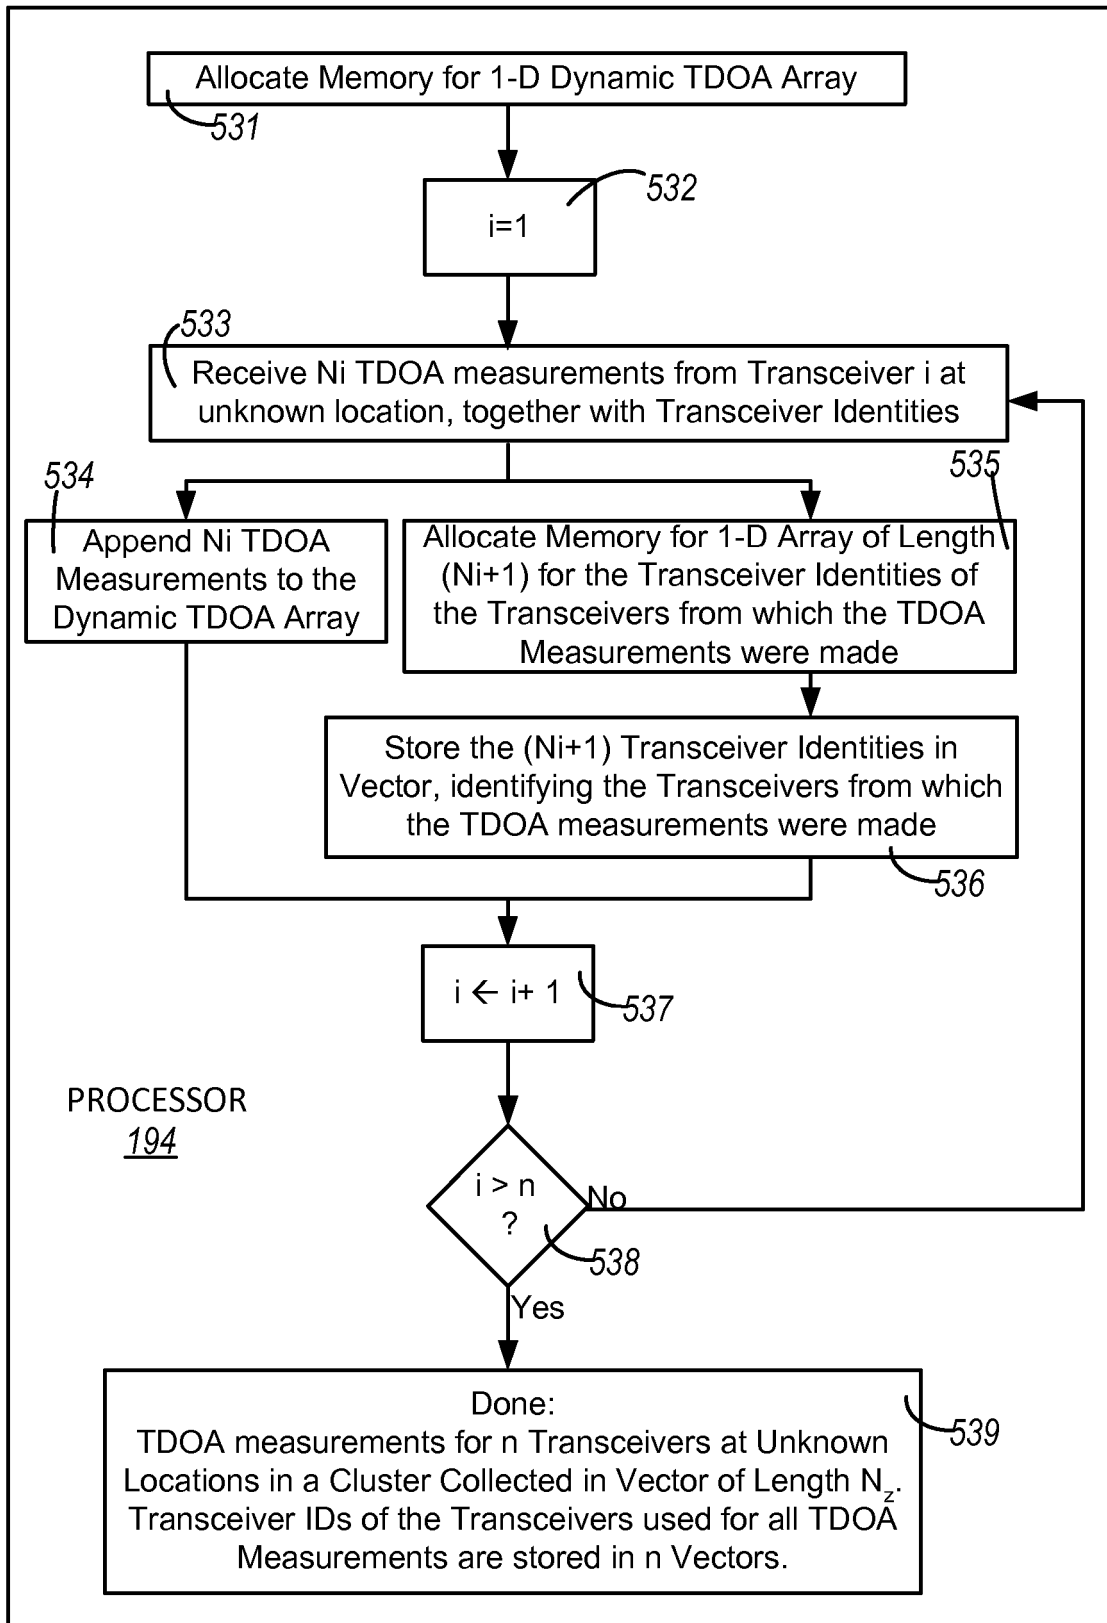 Allocate Memory for 1-D Dynamic TDOA Array
531
i=1
532
533
Receive Ni TDOA measurements from Transceiver i at
unknown location, together with Transceiver Identities
534
535
Append Ni TDOA
Measurements to the
Dynamic TDOA Array
Allocate Memory for 1-D Array of Length
(Ni+1) for the Transceiver Identities of
the Transceivers from which the TDOA
Measurements were made
Store the (Ni+1) Transceiver Identities in
Vector, identifying the Transceivers from which
the TDOA measurements were made
536
i ← i+ 1
537
PROCESSOR
194
i > n
?
No
538
Yes
Done:
TDOA measurements for n Transceivers at Unknown
Locations in a Cluster Collected in Vector of Length Nz.
Transceiver IDs of the Transceivers used for all TDOA
Measurements are stored in n Vectors.
539